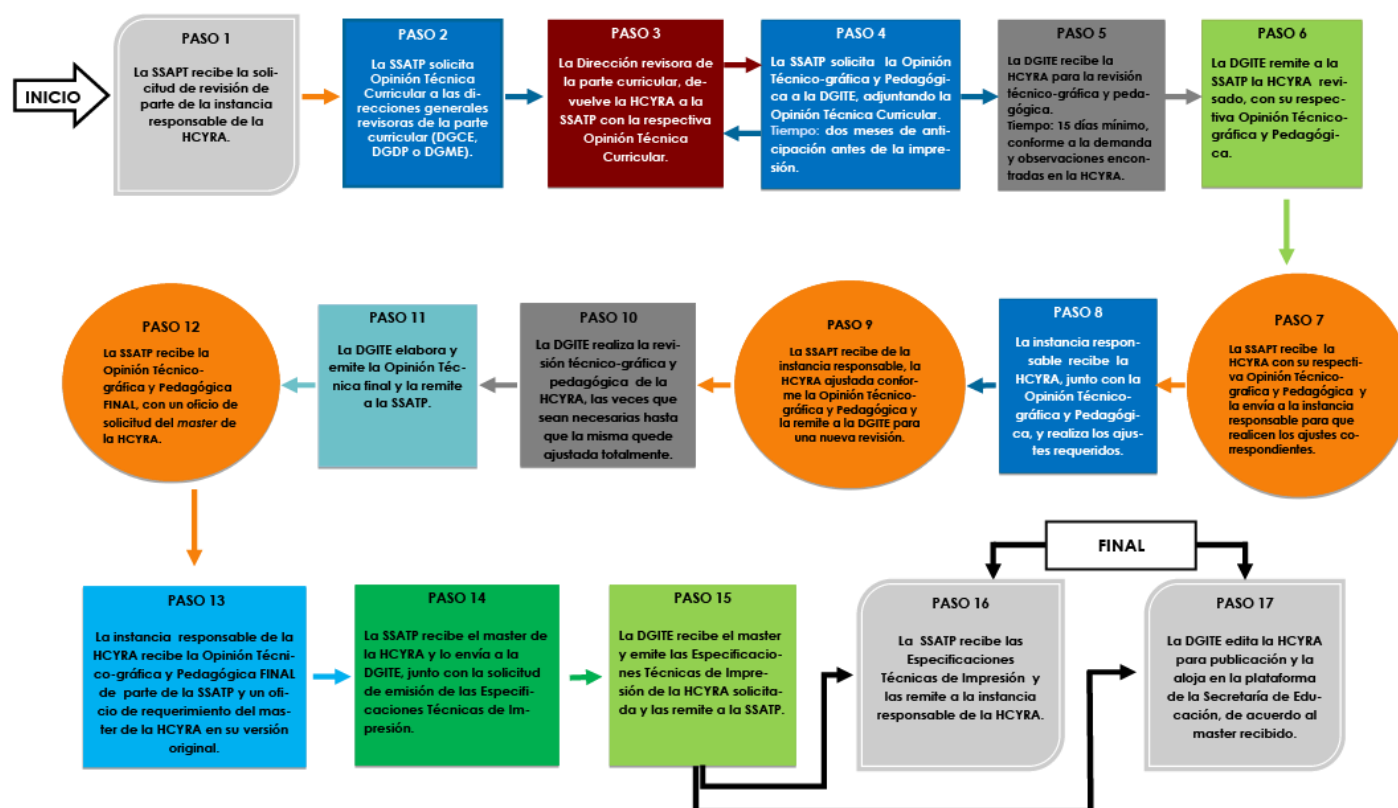 INICIO
PASO 1
La SSAPT recibe la soli-
citud de revisión de
parte de la instancia
responsable de la
HCYRA.
PASO 2
La SSATP solicita
Opinión Técnica
Curricular a las di-
recciones generales
revisoras de la parte
curricular (DGCE,
DGDP o DGME).
PASO 3
La Dirección revisora de
la parte curricular, de-
vuelve la HCYRA a la
SSATP con la respectiva
Opinión Técnica
Curricular.
PASO 4
La SSATP solicita la Opinión
Técnico-gráfica y Pedagógi-
ca a la DGITE, adjuntando la
Opinión Técnica Curricular.
Tiempo: dos meses de anti-
cipación antes de la impre-
sión.
PASO 5
La DGITE recibe la
HCYRA para la revisión
técnico-gráfica y peda-
gógica.
Tiempo: 15 días mínimo,
conforme a la demanda
y observaciones encon-
tradas en la HCYRA.
PASO 6
La DGITE remite a la
SSATP la HCYRA revi-
sado, con su respec-
tiva Opinión Técnico-
gráfica y Pedagógi-
ca.
PASO 7
La SSAPT recibe la
HCYRA con su respecti-
va Opinión Técnico-
grafica y Pedagógica y
la envía a la instancia
responsable para que
realicen los ajustes co-
rrespondientes.
PASO 8
La instancia respon-
sable recibe la
HCYRA, junto con la
Opinión Técnico-
gráfica y Pedagógi-
ca, y realiza los ajus-
tes requeridos.
PASO 9
La SSAPT recibe de la
instancia responsable, la
HCYRA ajustada confor-
me la Opinión Técnico-
gráfica y Pedagógica y
la remite a la DGITE para
una nueva revisión.
PASO 10
La DGITE realiza la revi-
sión técnico-gráfica y
pedagógica de la
HCYRA, las veces que
sean necesarias hasta
que la misma quede
ajustada totalmente.
PASO 11
La DGITE elabora y
emite la Opinión Téc-
nica final y la remite
a la SSATP.
PASO 12
La SSATP recibe la
Opinión Técnico-
gráfica y Pedagógica
FINAL, con un oficio de
solicitud del master de
la HCYRA.
PASO 13
La instancia responsable de la
HCYRA recibe la Opinión Técni-
co-gráfica y Pedagógica FINAL
de parte de la SSATP y un ofi-
cio de requerimiento del mas-
ter de la HCYRA en su versión
original.
PASO 14
La SSATP recibe el master de
la HCYRA y lo envía a la
DGITE, junto con la solicitud
de emisión de las Especifi-
caciones Técnicas de Im-
presión.
PASO 15
La DGITE recibe el master
y emite las Especificacio-
nes Técnicas de Impre-
sión de la HCYRA solicita-
da y las remite a la SSATP.
FINAL
PASO 16
La SSATP recibe las
Especificaciones
Técnicas de Impresión y
las remite a la instancia
responsable de la HCYRA.
PASO 17
La DGITE edita la HCYRA
para publicación y la
aloja en la plataforma
de la Secretaría de Edu-
cación, de acuerdo al
master recibido.